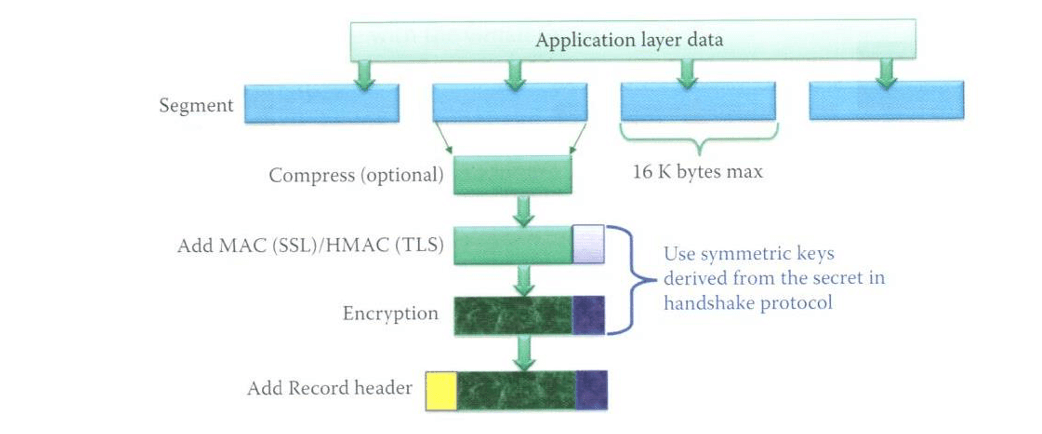 Application layer data
Segment
16 K bytes max
Compress (optional)
Add MAC (SSL)/HMAC (TLS)
Use symmetric keys
derived from the secret in
handshake protocol
Encryption
Add Record header